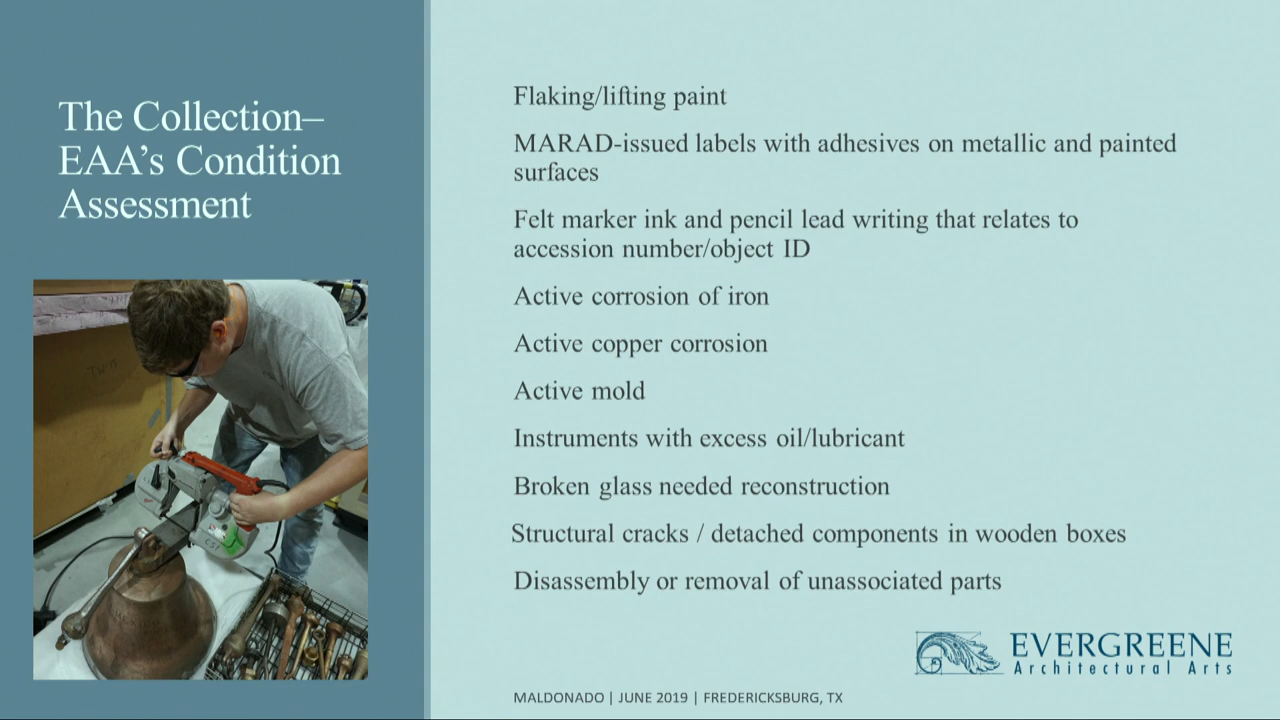 The Collection–
EAA's Condition
Assessment
Flaking/lifting paint
MARAD-issued labels with adhesives on metallic and painted
surfaces
Felt marker ink and pencil lead writing that relates to
accession number/object ID
Active corrosion of iron
Active copper corrosion
Active mold
Instruments with excess oil/lubricant
Broken glass needed reconstruction
Structural cracks / detached components in wooden boxes
Disassembly or removal of unassociated parts
EVERGREENE
Architectural Arts
MALDONADO | JUNE 2019 | FREDERICKSBURG, TX